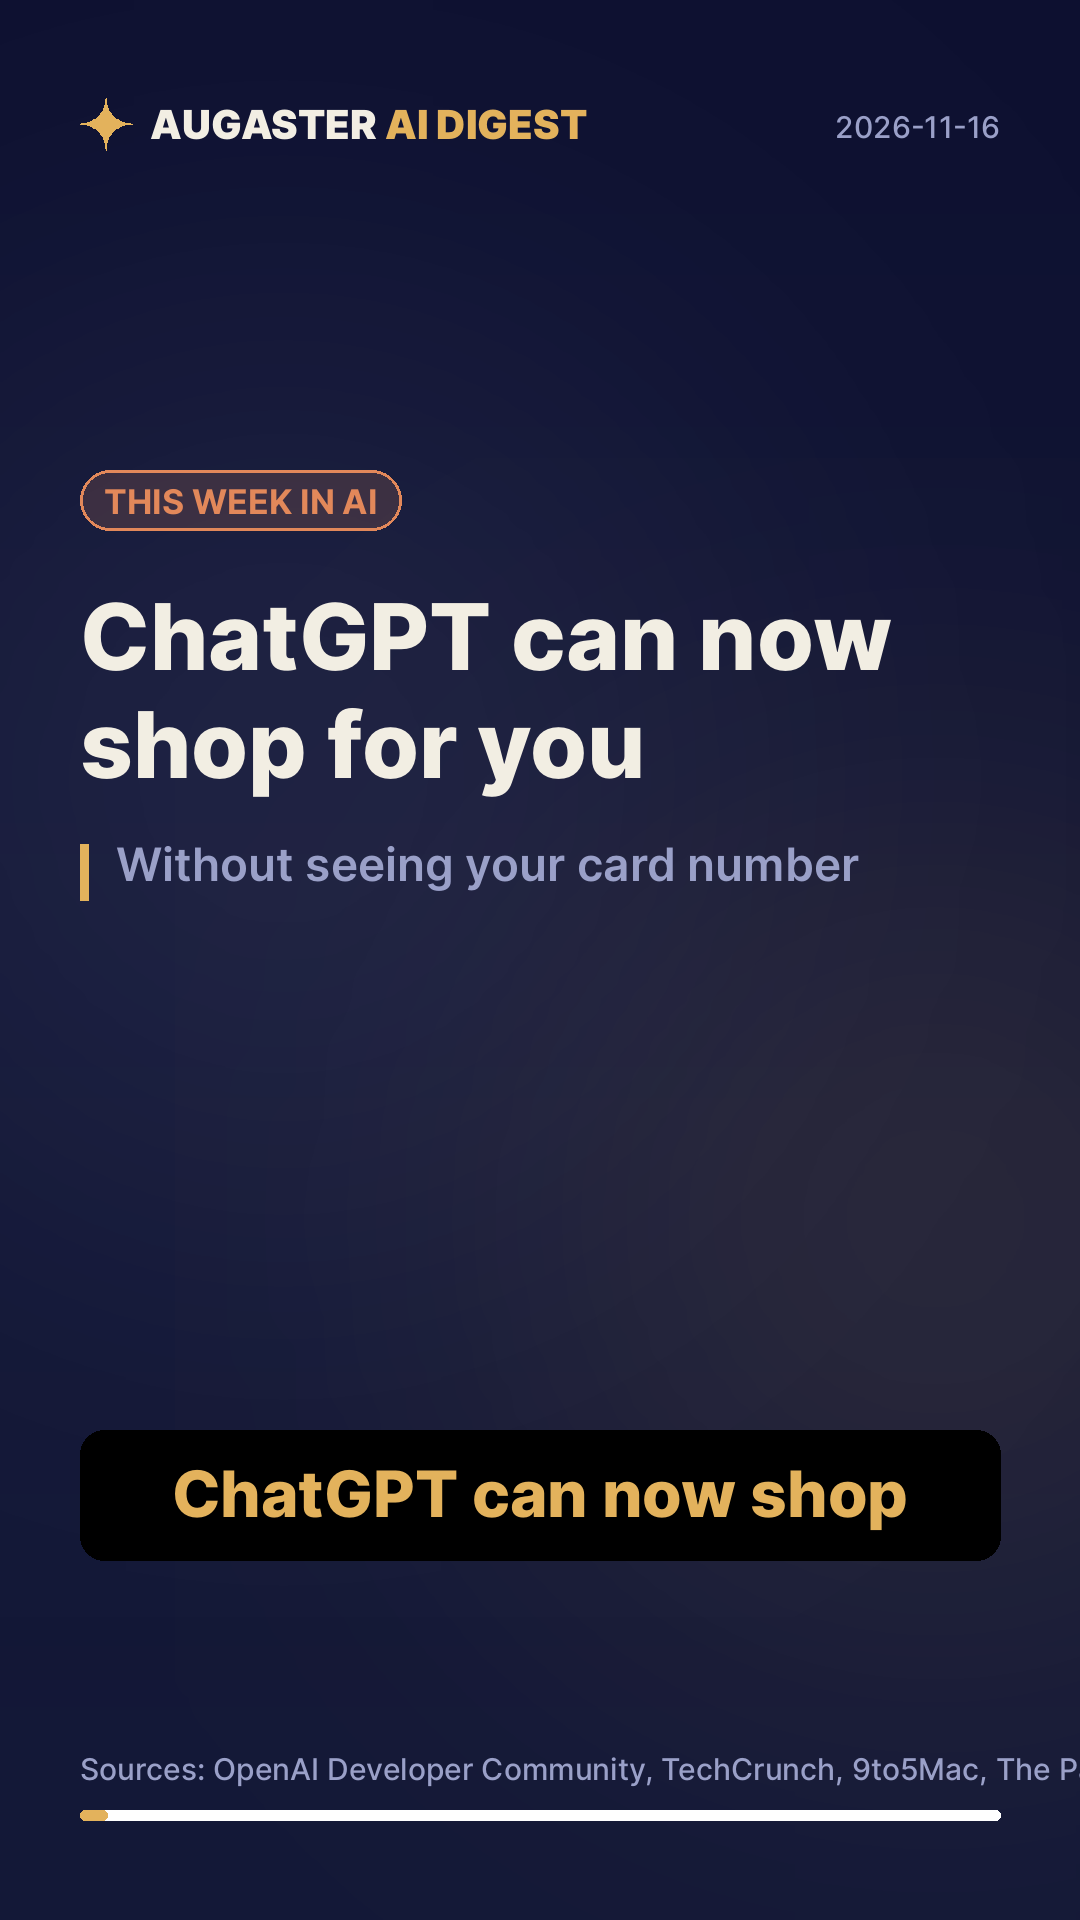 AUGASTER AI DIGEST
2026-11-16
THIS WEEK IN AI
ChatGPT can now
shop for you
Without seeing your card number
ChatGPT can now shop
Sources: OpenAI Developer Community, TechCrunch, 9to5Mac, The